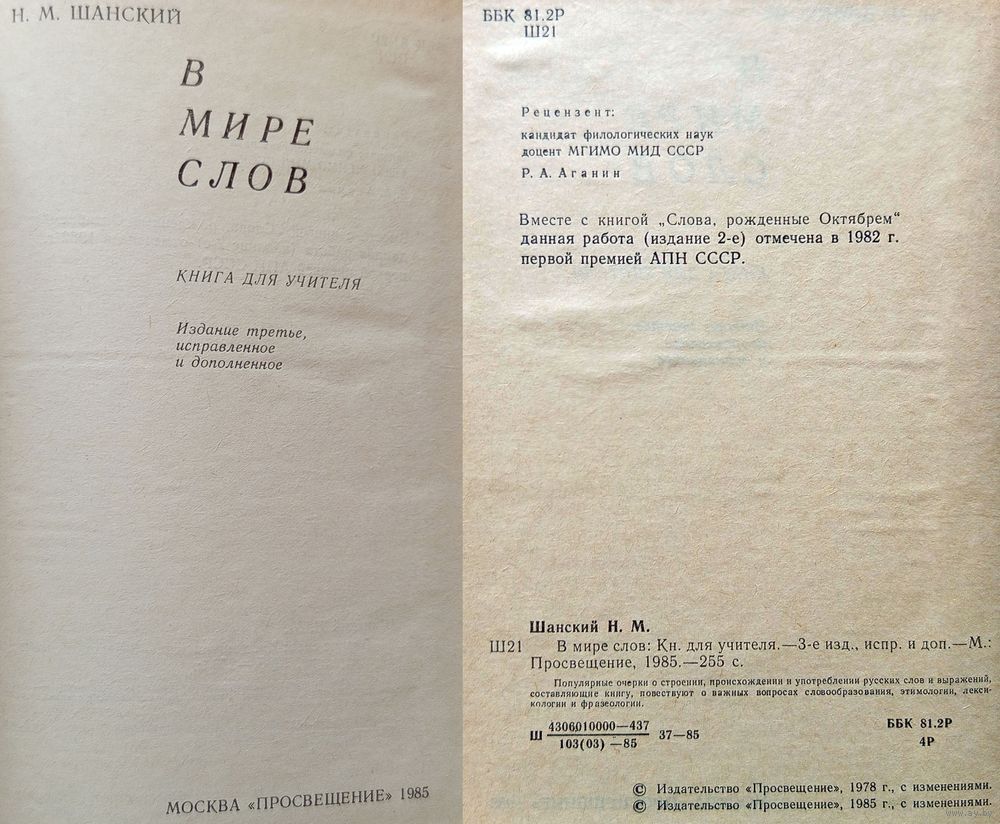 Н. М. ШАНСКИЙ
В
МИРЕ
СЛОВ
КНИГА ДЛЯ УЧИТЕЛЯ
Издание третье,
исправленное
и дополненное
МОСКВА «ПРОСВЕЩЕНИЕ» 1985
ББК 81.2Р
Ш21
Рецензент:
кандидат филологических наук
доцент МГИМО МИД СССР
Р. А. Аганин
Вместе с книгой „Слова, рожденные Октябрем“
данная работа (издание 2-е) отмечена в 1982 г.
первой премией АПН СССР.
Шанский Н. М.
Ш21 В мире слов: Кн. для учителя.—3-е изд., испр. и доп.—М.:
Просвещение, 1985.—255 с.
Популярные очерки о строении, происхождении и употреблении русских слов и выражений,
составляющие книгу, повествуют о важных вопросах словообразования, этимологии, лекси-
кологии и фразеологии.
4306010000—437
Ш 37—85
103(03) —85
ББК 81.2Р
4Р
© Издательство «Просвещение», 1978 г., с изменениями.
© Издательство «Просвещение», 1985 г., с изменениями.
www.ay.by